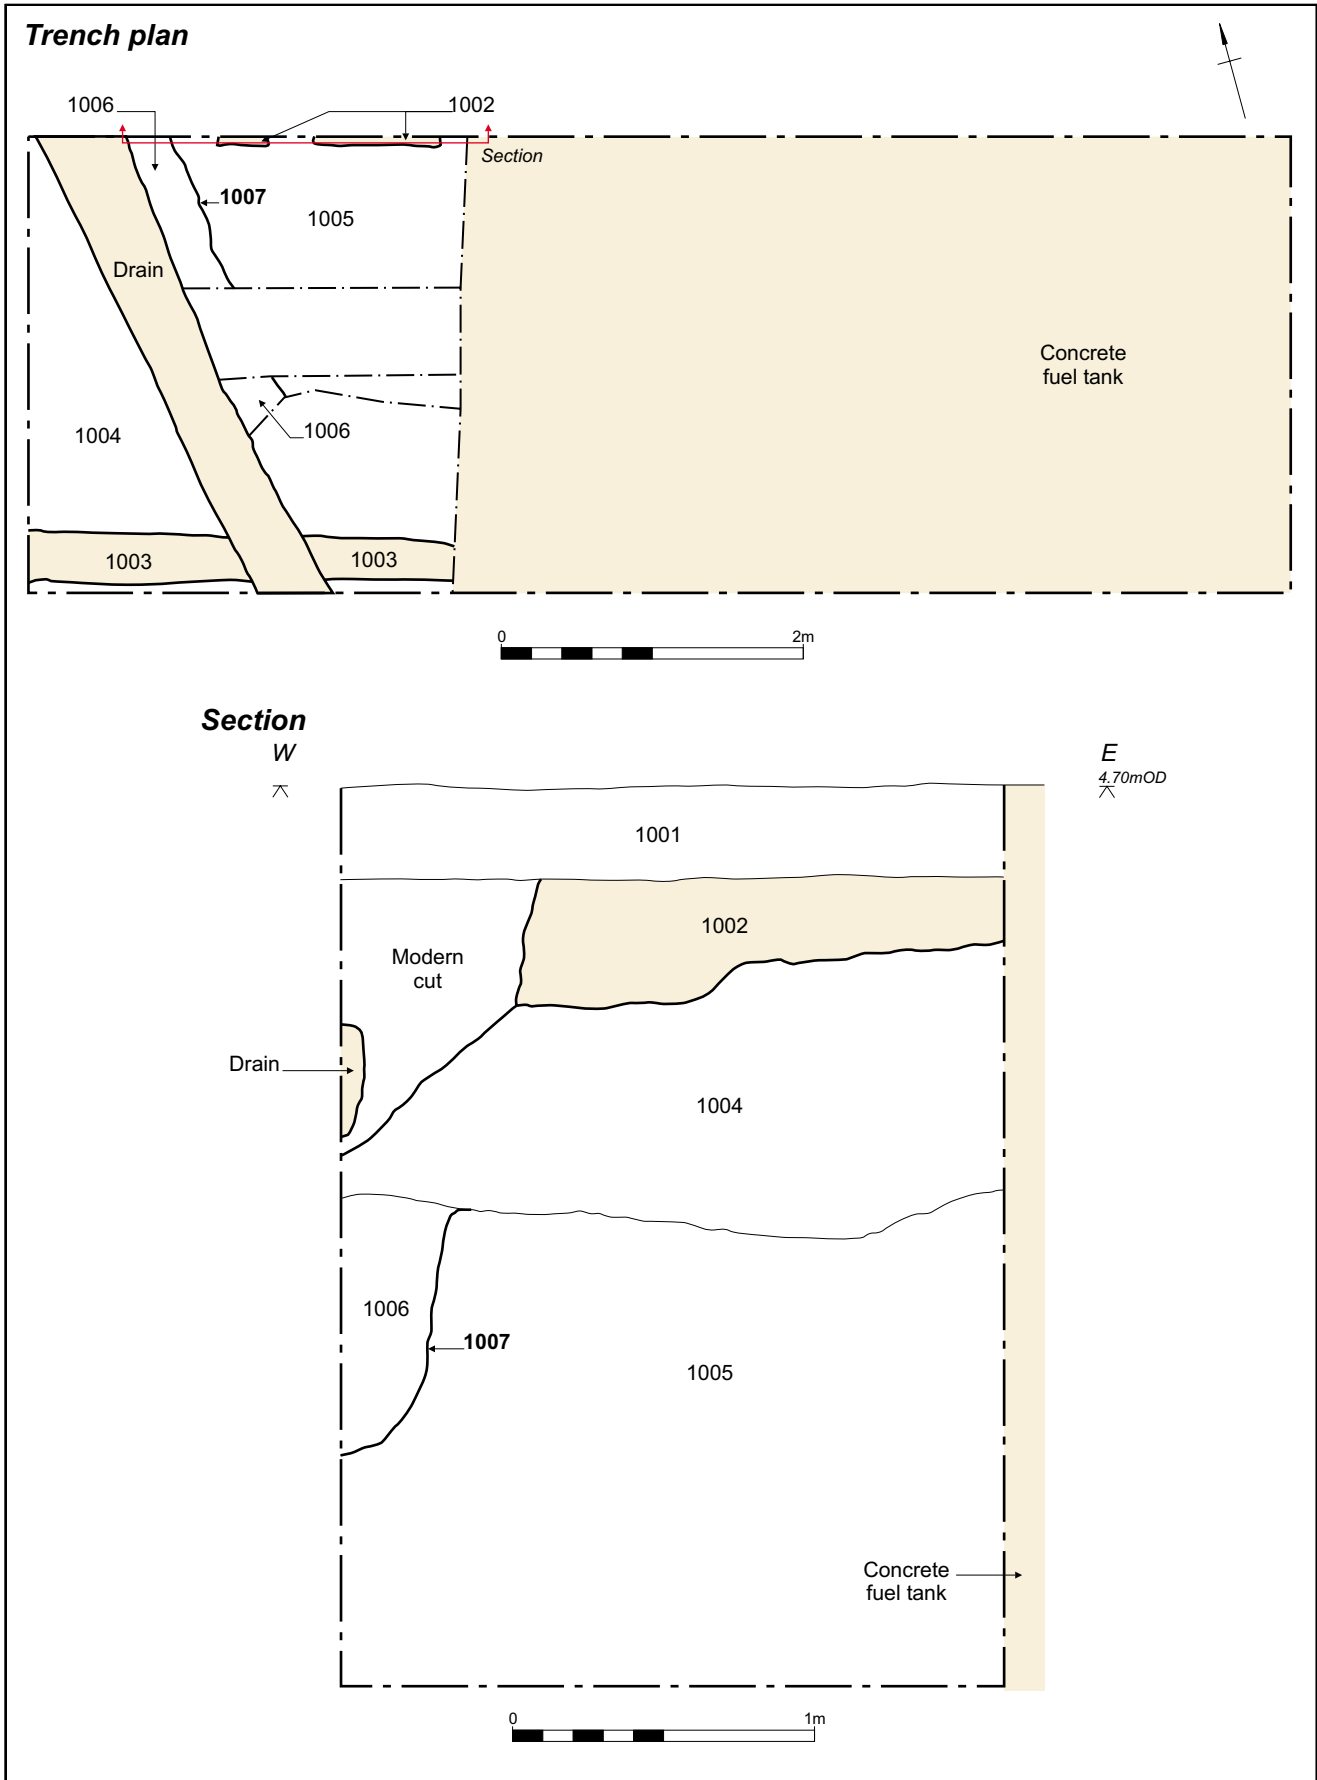 Trench plan
1006
1002
Section
1007
1005
Drain
Concrete
fuel tank
1004
1006
1003
1003
0
2m
Section
W
E
4.70mOD
1001
1002
Modern
cut
Drain
1004
1006
1007
1005
Concrete
fuel tank
0
1m